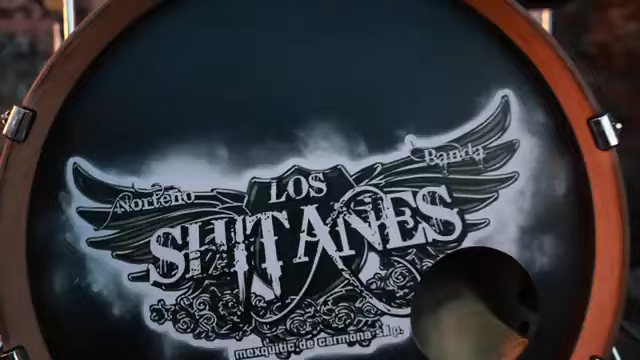 Norteño
Banda
LOS
SHITANES
mexquitic de carmona s.l.p.